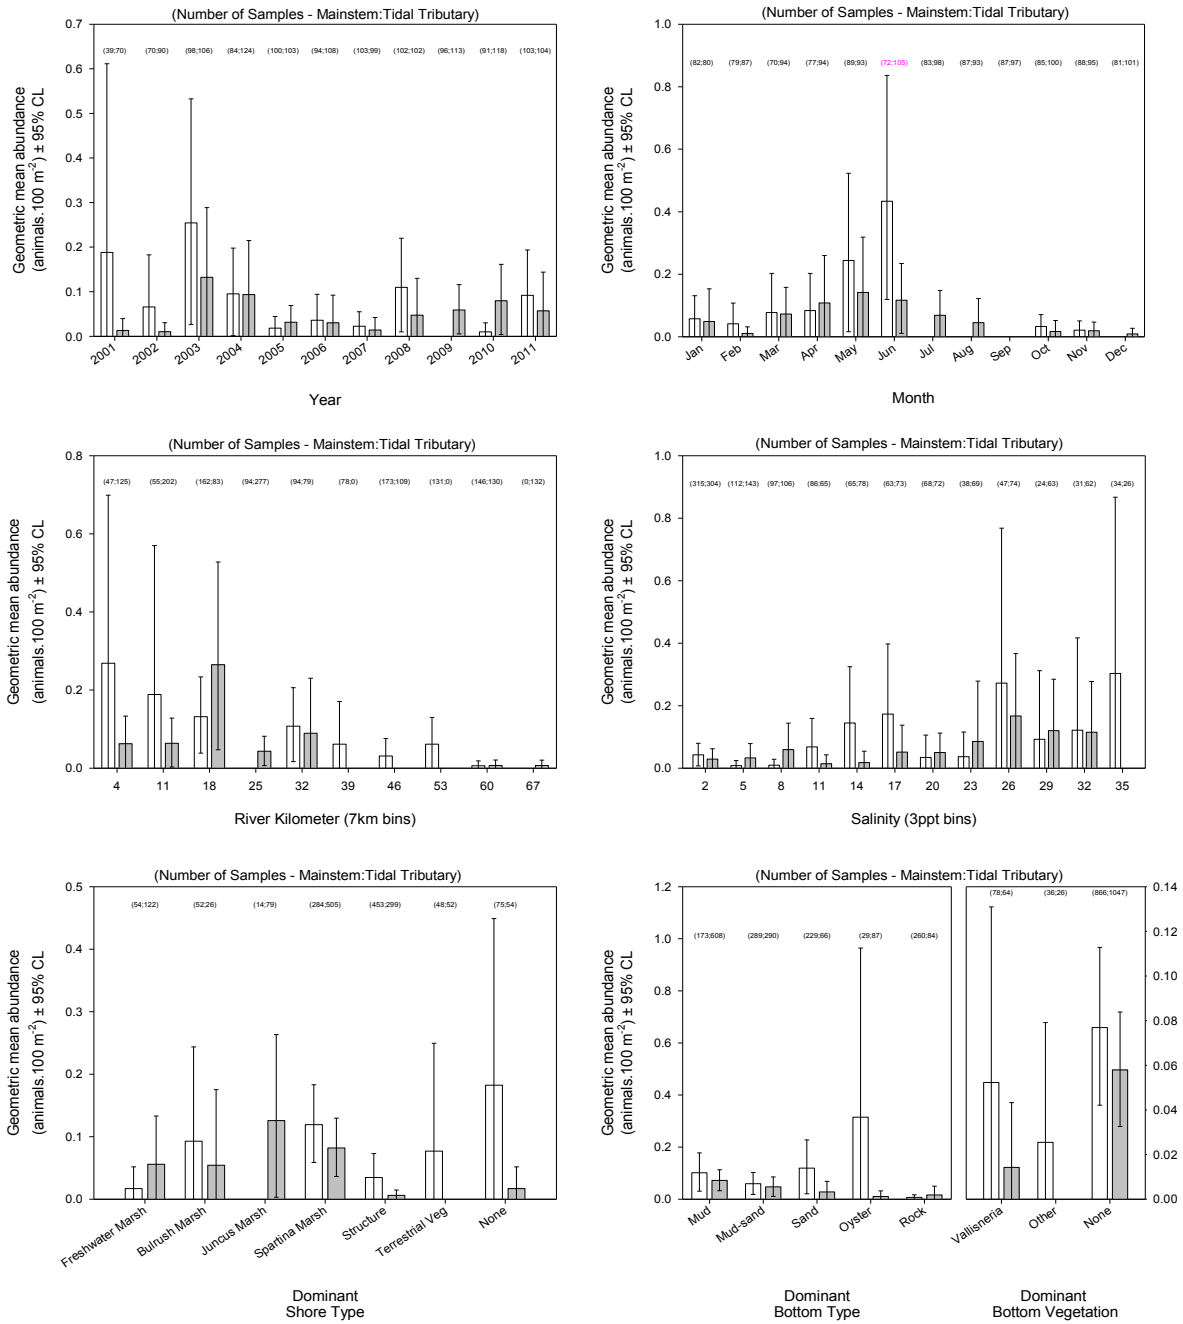 (Number of Samples - Mainstem:Tidal Tributary)
0.7
0.6
0.5
0.4
0.3
0.2
0.1
0.0
(39;70) (70;90) (98;106) (84;124) (100;103) (94;108) (103;99) (102;102) (96;113) (91;118) (103;104)
Geometric mean abundance
(animals.100 m-2) ± 95% CL
2001 2002 2003 2004 2005 2006 2007 2008 2009 2010 2011
Year
(Number of Samples - Mainstem:Tidal Tributary)
1.0
0.8
0.6
0.4
0.2
0.0
(82;80) (79;87) (70;94) (77;94) (89;93) (72;105) (83;98) (87;93) (87;97) (85;100) (88;95) (81;101)
Geometric mean abundance
(animals.100 m-2) ± 95% CL
Jan Feb Mar Apr May Jun Jul Aug Sep Oct Nov Dec
Month
(Number of Samples - Mainstem:Tidal Tributary)
0.8
0.6
0.4
0.2
0.0
(47;125) (55;202) (162;83) (94;277) (94;79) (78;0) (173;109) (131;0) (146;130) (0;132)
Geometric mean abundance
(animals.100 m-2) ± 95% CL
4 11 18 25 32 39 46 53 60 67
River Kilometer (7km bins)
(Number of Samples - Mainstem:Tidal Tributary)
1.0
0.8
0.6
0.4
0.2
0.0
(315;304) (112;143) (97;106) (86;65) (65;78) (63;73) (68;72) (38;69) (47;74) (24;63) (31;62) (34;26)
Geometric mean abundance
(animals.100 m-2) ± 95% CL
2 5 8 11 14 17 20 23 26 29 32 35
Salinity (3ppt bins)
(Number of Samples - Mainstem:Tidal Tributary)
0.5
0.4
0.3
0.2
0.1
0.0
(54;122) (52;26) (14;79) (284;505) (453;299) (48;52) (75;54)
Geometric mean abundance
(animals.100 m-2) ± 95% CL
Freshwater Marsh Bulrush Marsh Juncus Marsh Spartina Marsh Structure Terrestrial Veg None
Dominant
Shore Type
(Number of Samples - Mainstem:Tidal Tributary)
1.2
1.0
0.8
0.6
0.4
0.2
0.0
(173;608) (289;290) (229;66) (29;87) (260;84)
Geometric mean abundance
(animals.100 m-2) ± 95% CL
Mud Mud-sand Sand Oyster Rock
Dominant
Bottom Type
(78;64) (36;26) (866;1047)
0.14
0.12
0.10
0.08
0.06
0.04
0.02
0.00
Vallisneria Other None
Dominant
Bottom Vegetation